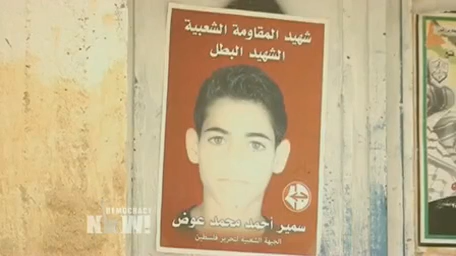 شهيد المقاومة الشعبية
الشهيد البطل
سمير أحمد محمد عوض
الجبهة الشعبية لتحرير فلسطين
DEMOCRACY
NOW!